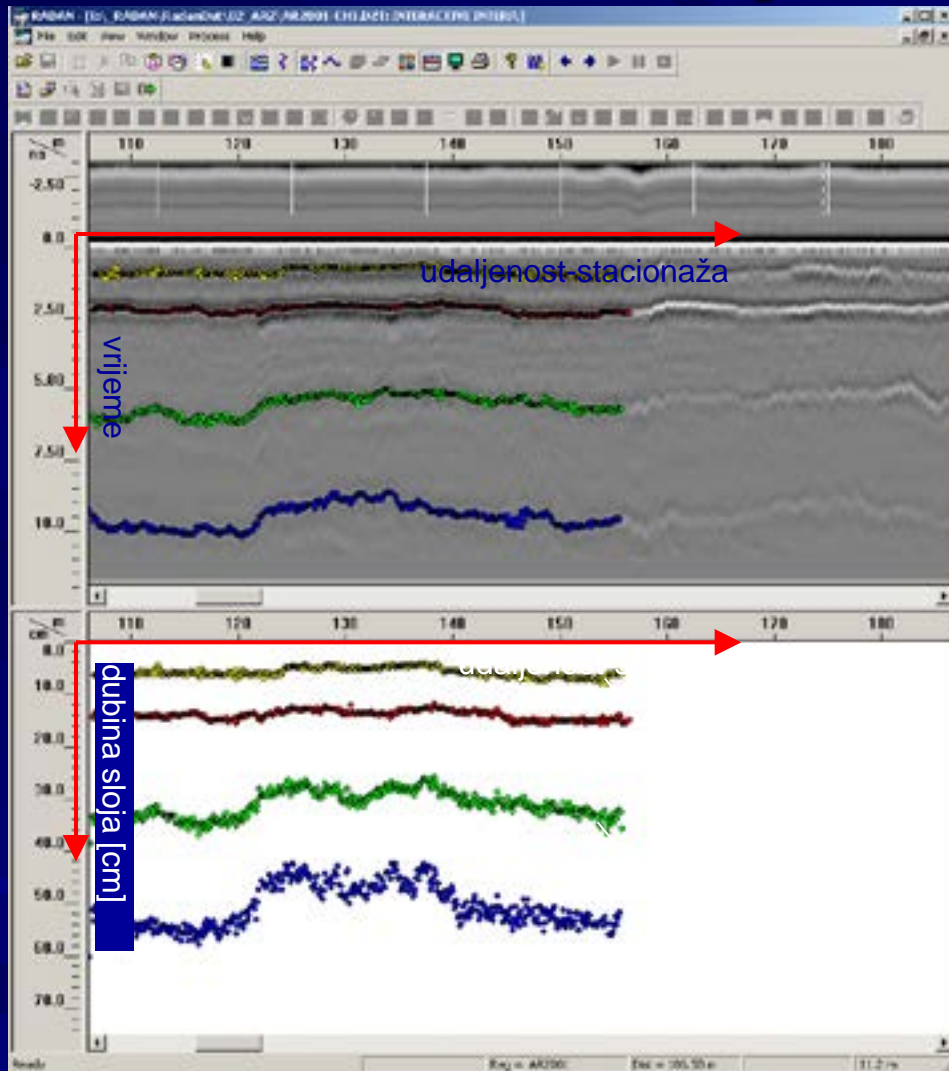 RADAN
File Edit View Window Process Help
m
ns
110 120 130 140 150 160 170 180
-2.50
0.0
udaljenost-stacionaža
2.50
vrijeme
5.00
7.50
10.0
m
cm
110 120 130 140 150 160 170 180
0.0
10.0
dubina sloja [cm]
20.0
30.0
40.0
50.0
60.0
70.0
Ready